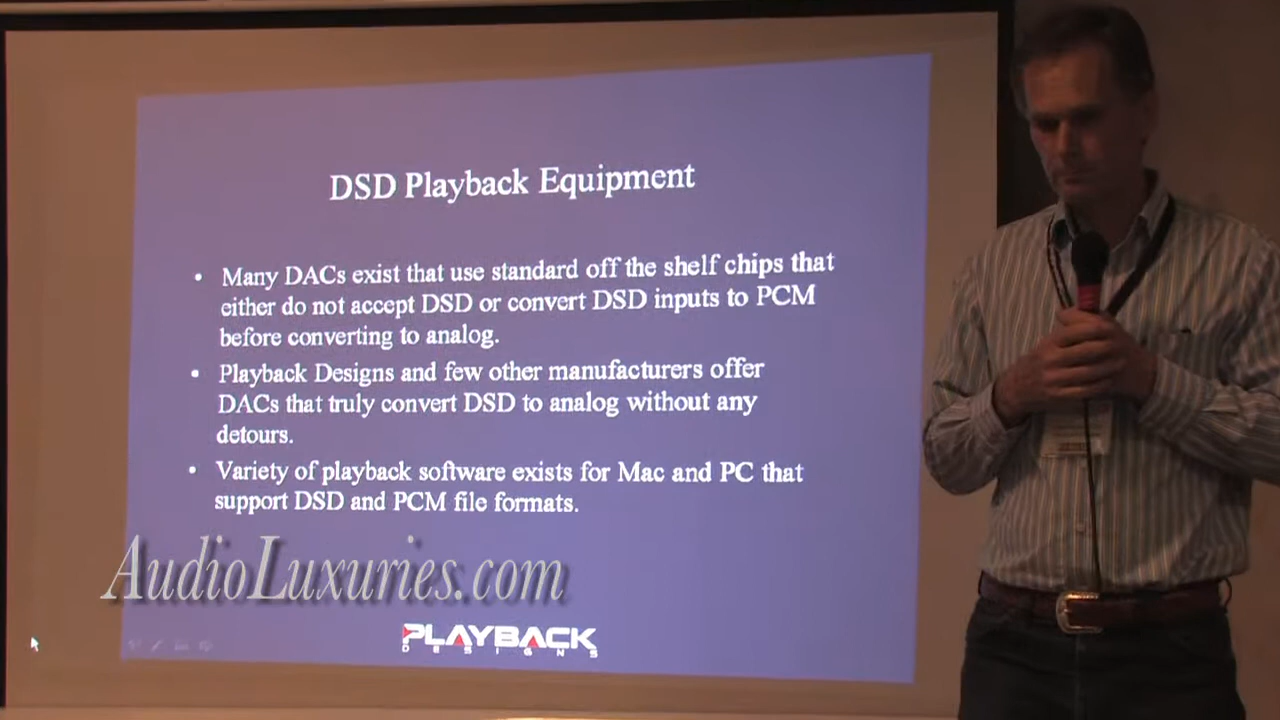 DSD Playback Equipment
• Many DACs exist that use standard off the shelf chips that
either do not accept DSD or convert DSD inputs to PCM
before converting to analog.
• Playback Designs and few other manufacturers offer
DACs that truly convert DSD to analog without any
detours.
• Variety of playback software exists for Mac and PC that
support DSD and PCM file formats.
AudioLuxuries.com
PLAYBACK
DESIGNS